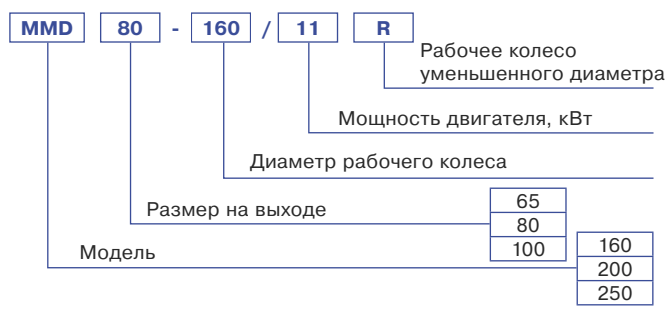 MMD 80 - 160 / 11 R
Рабочее колесо
уменьшенного диаметра
Мощность двигателя, кВт
Диаметр рабочего колеса
Размер на выходе
65
80
100
Модель
160
200
250